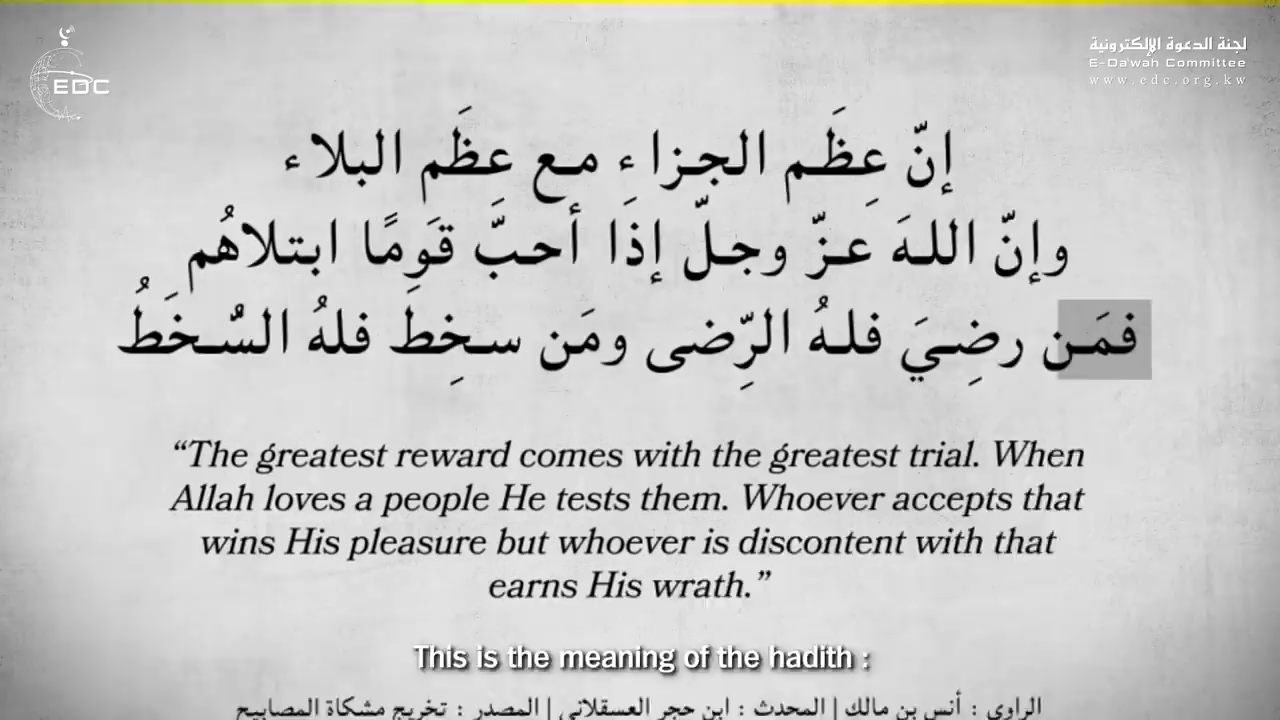 EDC
لجنة الدعوة الإلكترونية
E-Da'wah Committee
www.edc.org.kw
إنّ عِظَم الجزاء مع عِظَم البلاء
وإنّ اللهَ عزّ وجلّ إذَا أحبَّ قَومًا ابتلاهُم
فمَن رضِيَ فلهُ الرِّضى ومَن سخِطَ فلهُ السُّخَطُ
“The greatest reward comes with the greatest trial. When
Allah loves a people He tests them. Whoever accepts that
wins His pleasure but whoever is discontent with that
earns His wrath.”
This is the meaning of the hadith :
الراوي : أنس بن مالك | المحدث : ابن حجر العسقلاني | المصدر : تخريج مشكاة المصابيح